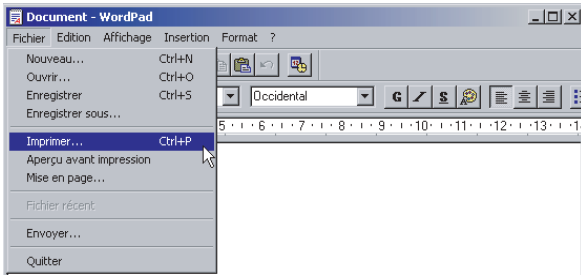 Document - WordPad
Fichier Edition Affichage Insertion Format ?
Nouveau... Ctrl+N
Ouvrir... Ctrl+O
Enregistrer Ctrl+S
Enregistrer sous...
Occidental G I S
Imprimer... Ctrl+P
5 6 7 8 9 10 11 12 13
Aperçu avant impression
Mise en page...
Fichier récent
Envoyer...
Quitter